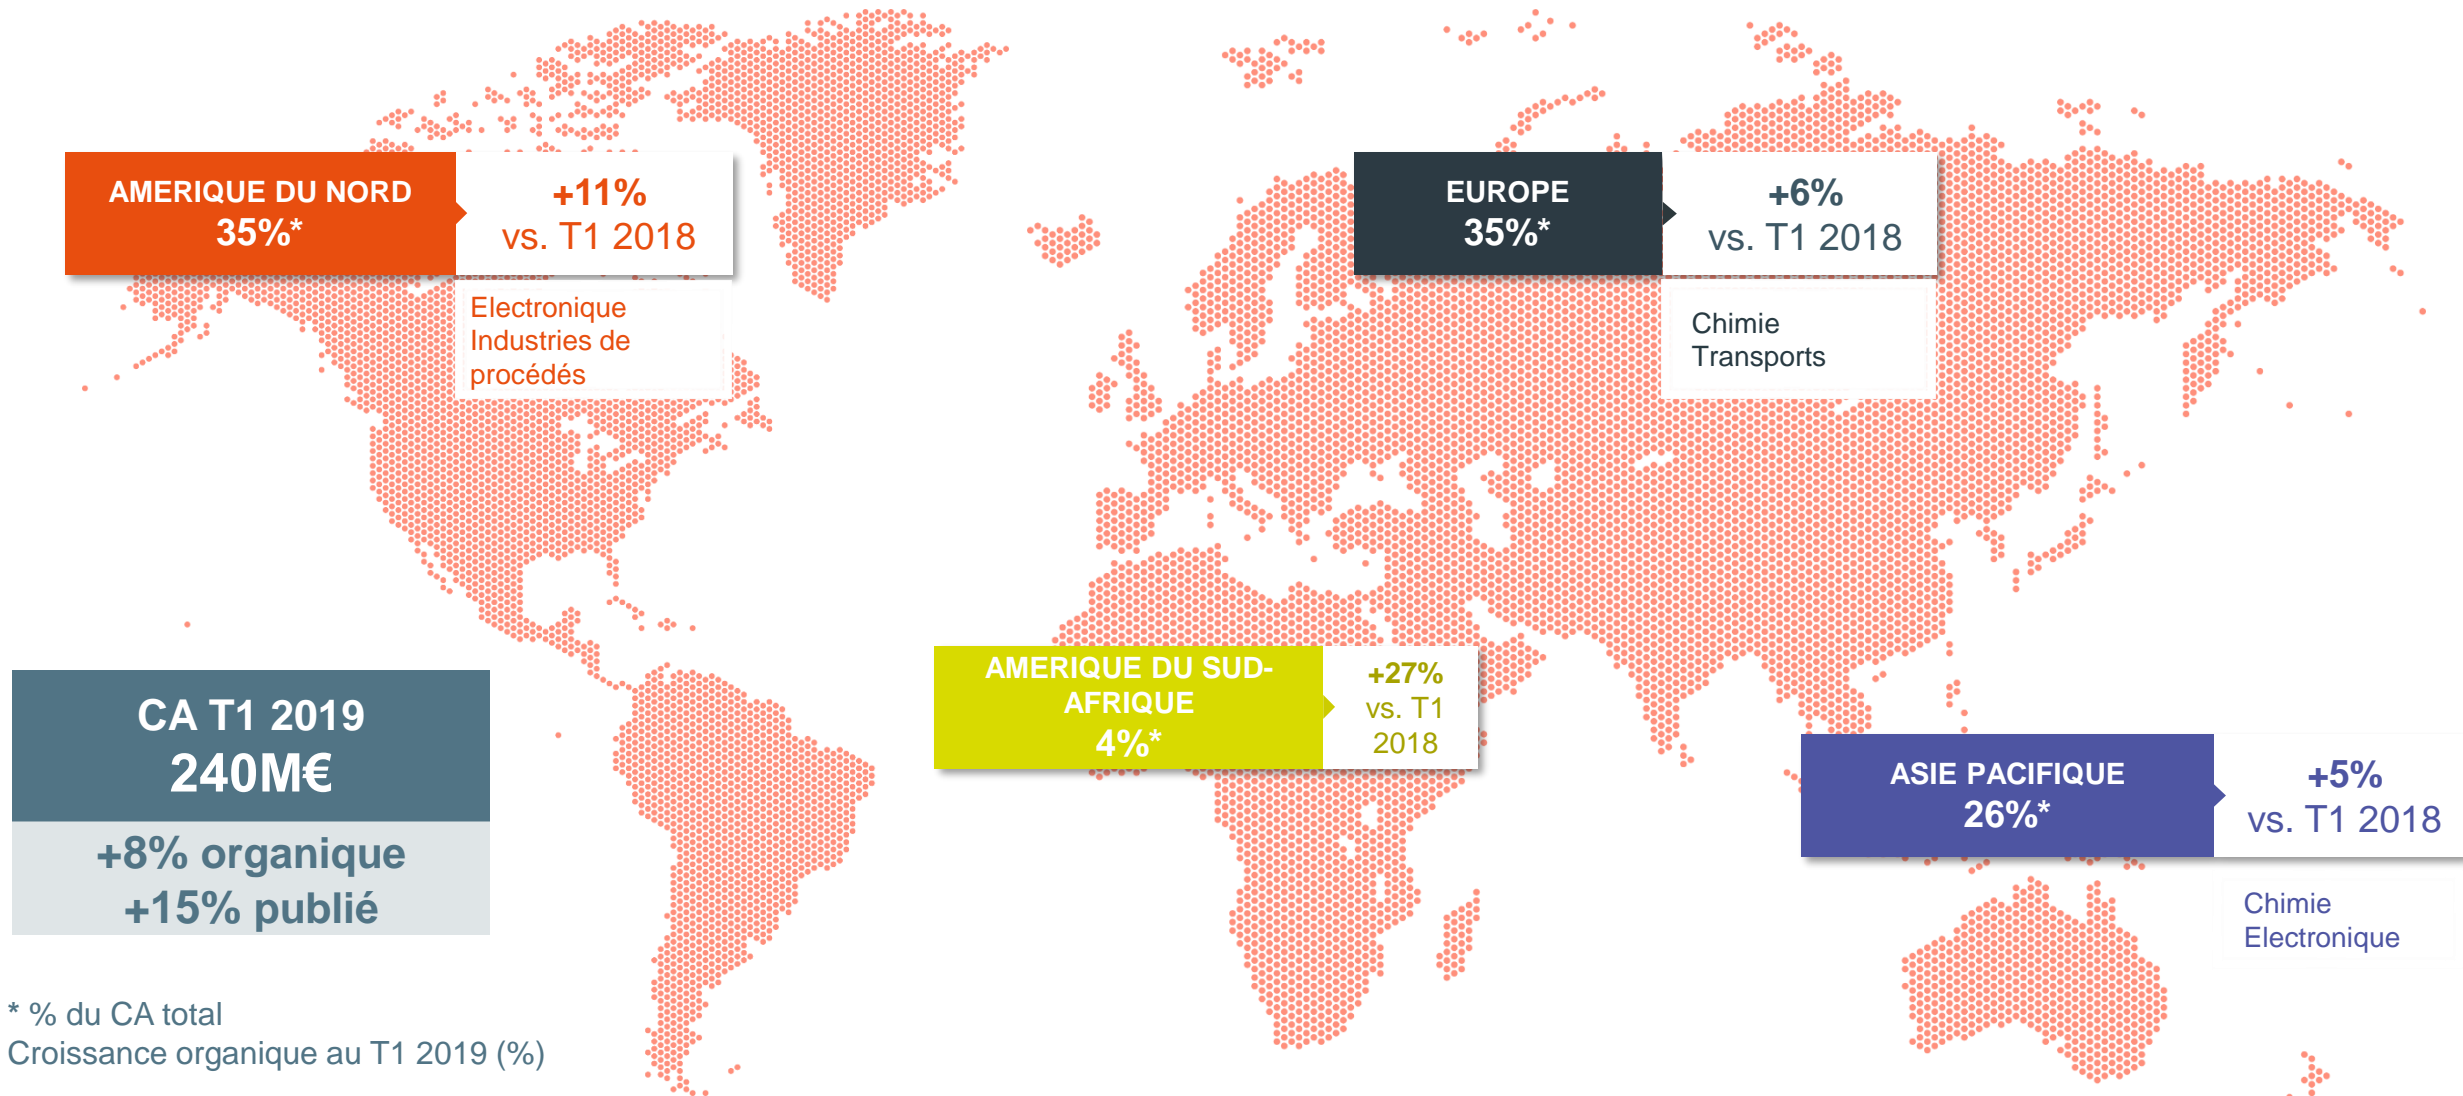 AMERIQUE DU NORD
35%*
+11%
vs. T1 2018
Electronique
Industries de
procédés
EUROPE
35%*
+6%
vs. T1 2018
Chimie
Transports
AMERIQUE DU SUD-
AFRIQUE
4%*
+27%
vs. T1
2018
CA T1 2019
240M€
+8% organique
+15% publié
ASIE PACIFIQUE
26%*
+5%
vs. T1 2018
Chimie
Electronique
* % du CA total
Croissance organique au T1 2019 (%)